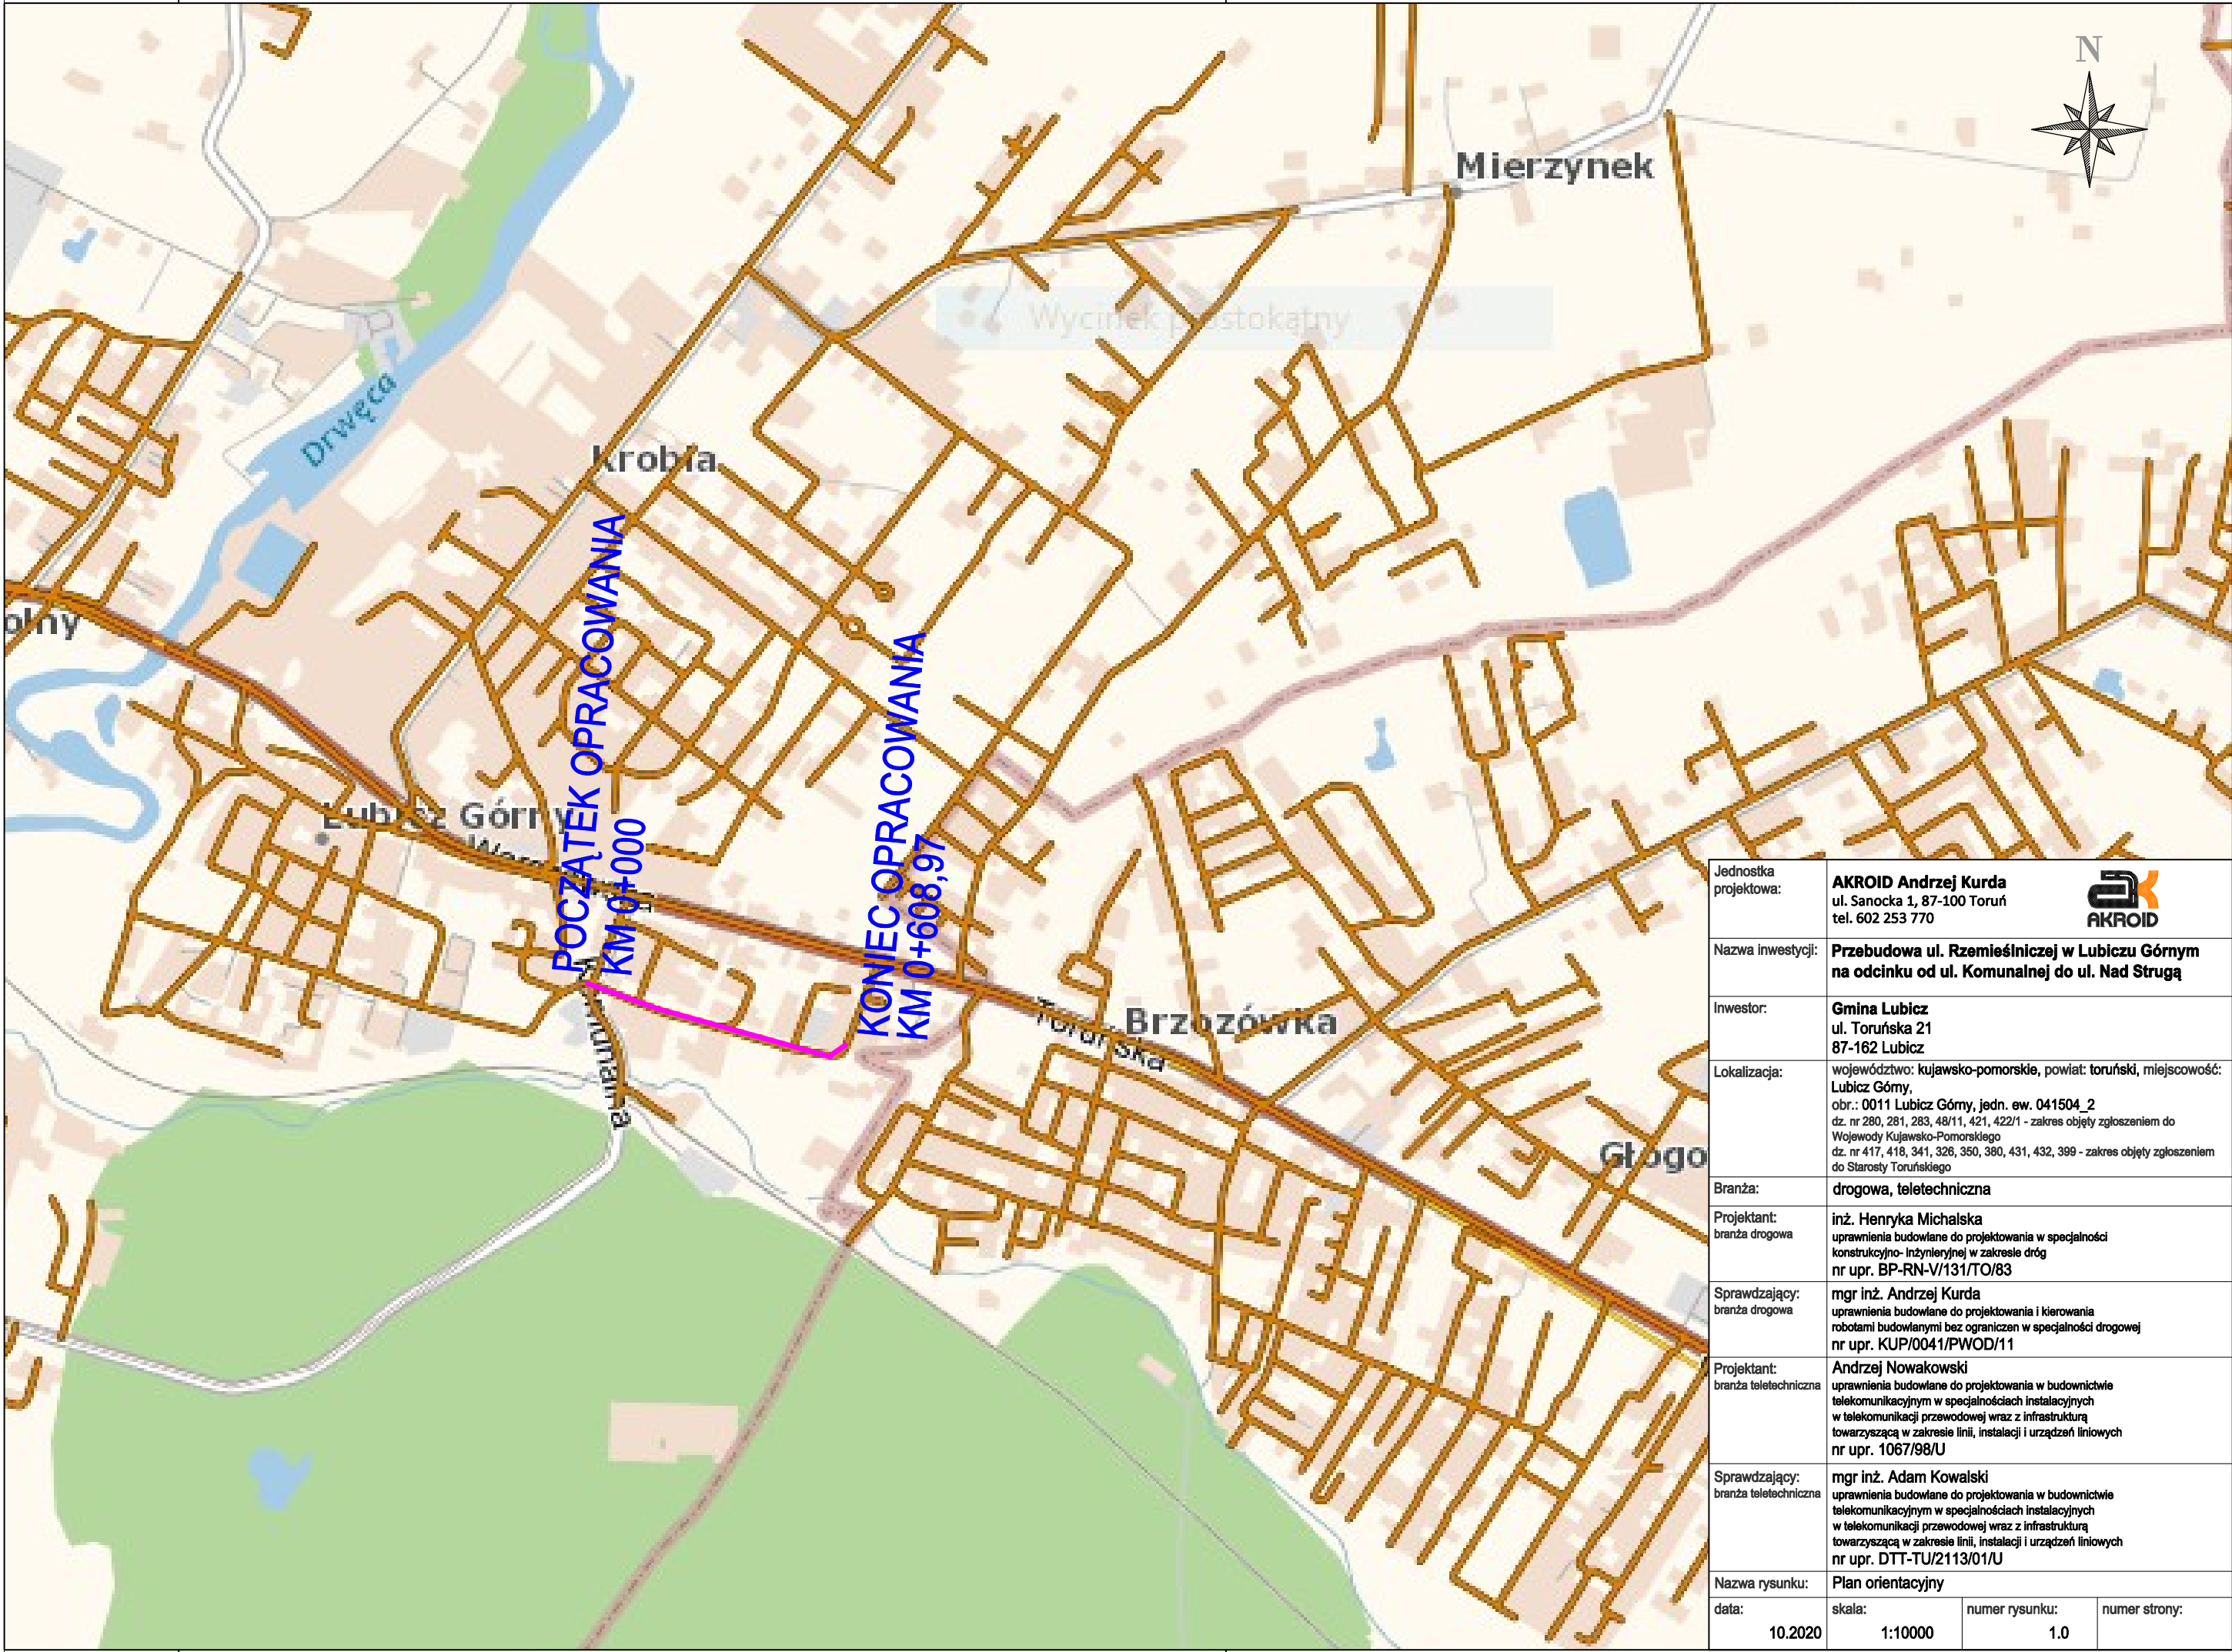 N
Mierzynek
Wycinek prostokątny
Drwęca
Krobia
olny
POCZĄTEK OPRACOWANIA
KM 0+000
KONIEC OPRACOWANIA
KM 0+608,97
Lubicz Górny
Toruńska
Brzozówka
Komunalna
Głogo
Jednostka projektowa:
AKROID Andrzej Kurda
ul. Sanocka 1, 87-100 Toruń
tel. 602 253 770
AKROID
Nazwa inwestycji:
Przebudowa ul. Rzemieślniczej w Lubiczu Górnym
na odcinku od ul. Komunalnej do ul. Nad Strugą
Inwestor:
Gmina Lubicz
ul. Toruńska 21
87-162 Lubicz
Lokalizacja:
województwo: kujawsko-pomorskie, powiat: toruński, miejscowość:
Lubicz Górny,
obr.: 0011 Lubicz Górny, jedn. ew. 041504_2
dz. nr 280, 281, 283, 48/11, 421, 422/1 - zakres objęty zgłoszeniem do
Wojewody Kujawsko-Pomorskiego
dz. nr 417, 418, 341, 326, 350, 380, 431, 432, 399 - zakres objęty zgłoszeniem
do Starosty Toruńskiego
Branża:
drogowa, teletechniczna
Projektant:
branża drogowa
inż. Henryka Michalska
uprawnienia budowlane do projektowania w specjalności
konstrukcyjno- inżynieryjnej w zakresie dróg
nr upr. BP-RN-V/131/TO/83
Sprawdzający:
branża drogowa
mgr inż. Andrzej Kurda
uprawnienia budowlane do projektowania i kierowania
robotami budowlanymi bez ograniczen w specjalności drogowej
nr upr. KUP/0041/PWOD/11
Projektant:
branża teletechniczna
Andrzej Nowakowski
uprawnienia budowlane do projektowania w budownictwie
telekomunikacyjnym w specjalnościach instalacyjnych
w telekomunikacji przewodowej wraz z infrastrukturą
towarzyszącą w zakresie linii, instalacji i urządzeń liniowych
nr upr. 1067/98/U
Sprawdzający:
branża teletechniczna
mgr inż. Adam Kowalski
uprawnienia budowlane do projektowania w budownictwie
telekomunikacyjnym w specjalnościach instalacyjnych
w telekomunikacji przewodowej wraz z infrastrukturą
towarzyszącą w zakresie linii, instalacji i urządzeń liniowych
nr upr. DTT-TU/2113/01/U
Nazwa rysunku:
Plan orientacyjny
data:
10.2020
skala:
1:10000
numer rysunku:
1.0
numer strony: